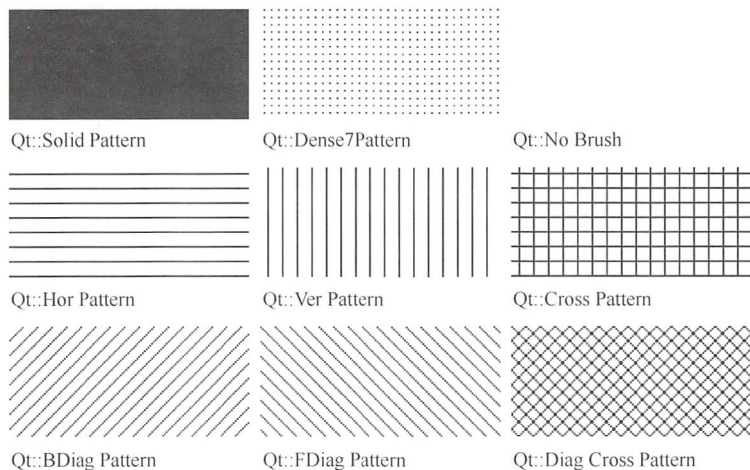 Qt::Solid Pattern
Qt::Dense7Pattern
Qt::No Brush
Qt::Hor Pattern
Qt::Ver Pattern
Qt::Cross Pattern
Qt::BDiag Pattern
Qt::FDiag Pattern
Qt::Diag Cross Pattern